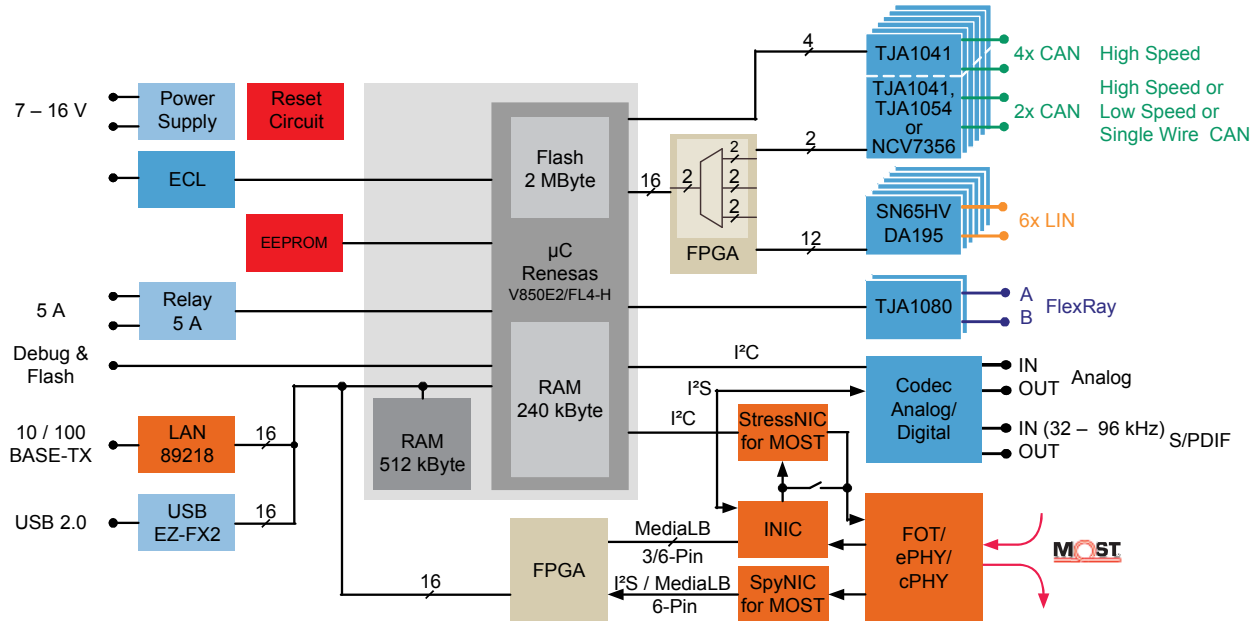 7 – 16 V
Power
Supply
Reset
Circuit
ECL
EEPROM
5 A
Relay
5 A
Debug &
Flash
10 / 100
BASE-TX
LAN
89218
16
USB 2.0
USB
EZ-FX2
16
RAM
512 kByte
Flash
2 MByte
µC
Renesas
V850E2/FL4-H
RAM
240 kByte
4
TJA1041
4x CAN High Speed
TJA1041,
TJA1054
or
NCV7356
2x CAN
High Speed or
Low Speed or
Single Wire CAN
16
2
2
2
2
FPGA
2
12
SN65HV
DA195
6x LIN
TJA1080
A
B
FlexRay
I²C
I²S
I²C
Codec
Analog/
Digital
IN
OUT
Analog
IN (32 – 96 kHz)
OUT
S/PDIF
StressNIC
for MOST
INIC
MediaLB
3/6-Pin
FPGA
16
I²S / MediaLB
6-Pin
SpyNIC
for MOST
FOT/
ePHY/
cPHY
MOST